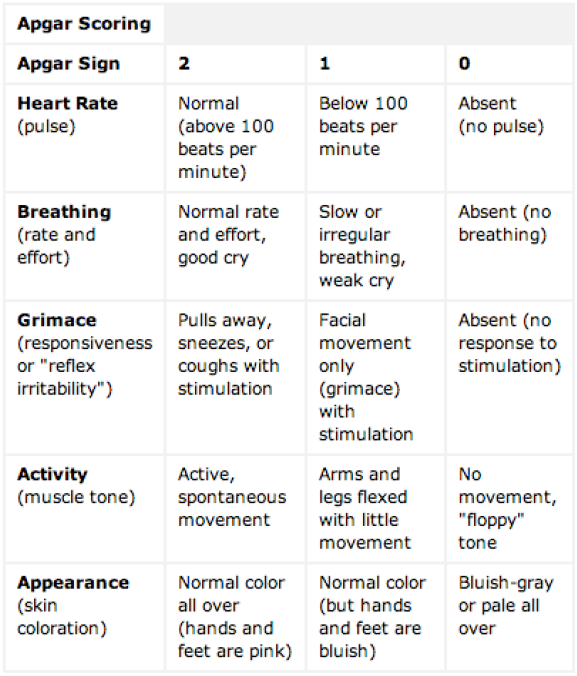 Apgar Scoring
Apgar Sign 2 1 0
Heart Rate
(pulse)
Normal
(above 100
beats per
minute)
Below 100
beats per
minute
Absent
(no pulse)
Breathing
(rate and
effort)
Normal rate
and effort,
good cry
Slow or
irregular
breathing,
weak cry
Absent (no
breathing)
Grimace
(responsiveness
or "reflex
irritability")
Pulls away,
sneezes, or
coughs with
stimulation
Facial
movement
only
(grimace)
with
stimulation
Absent (no
response to
stimulation)
Activity
(muscle tone)
Active,
spontaneous
movement
Arms and
legs flexed
with little
movement
No
movement,
"floppy"
tone
Appearance
(skin
coloration)
Normal color
all over
(hands and
feet are pink)
Normal color
(but hands
and feet are
bluish)
Bluish-gray
or pale all
over